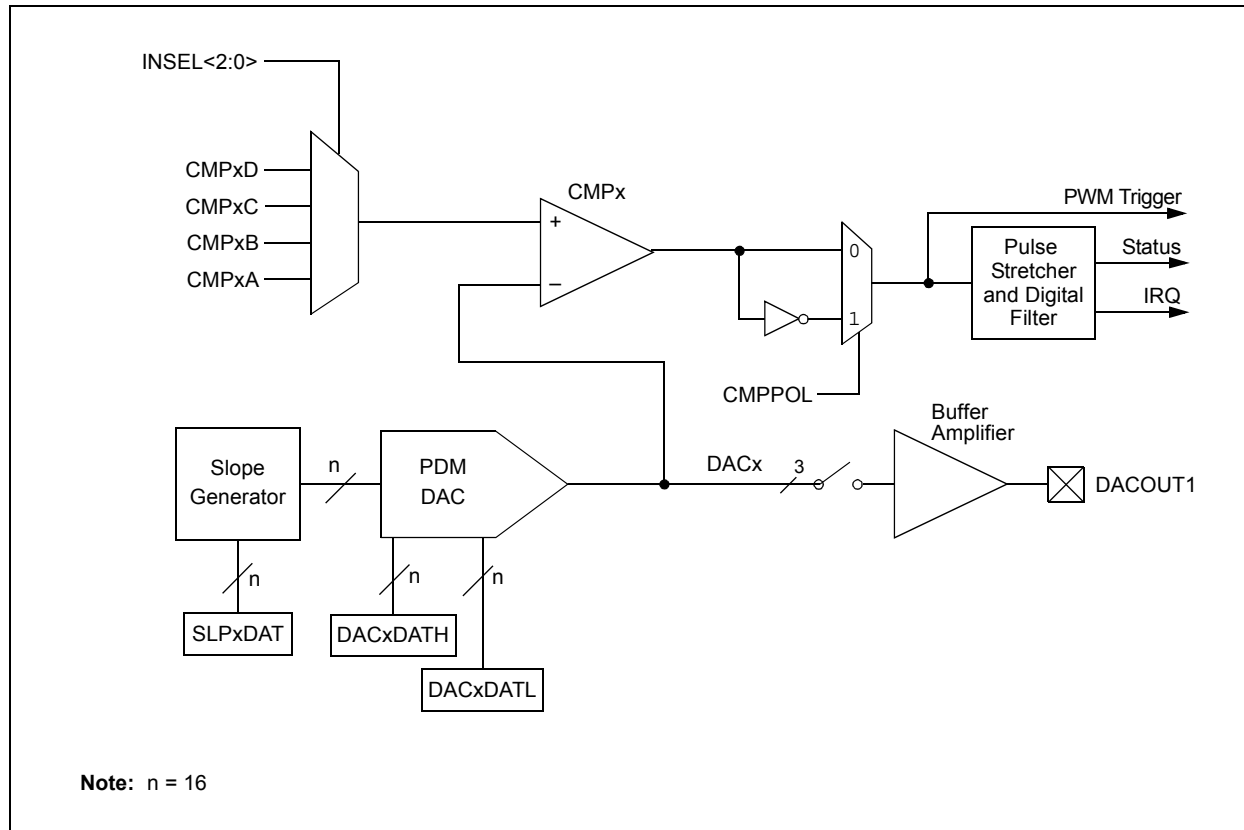 INSEL<2:0>
CMPxD
CMPxC
CMPxB
CMPxA
CMPx
+
–
0
1
CMPPOL
PWM Trigger
Pulse
Stretcher
and Digital
Filter
Status
IRQ
Slope
Generator
n
PDM
DAC
DACx
3
Buffer
Amplifier
DACOUT1
n
n
n
SLPxDAT
DACxDATH
DACxDATL
Note: n = 16